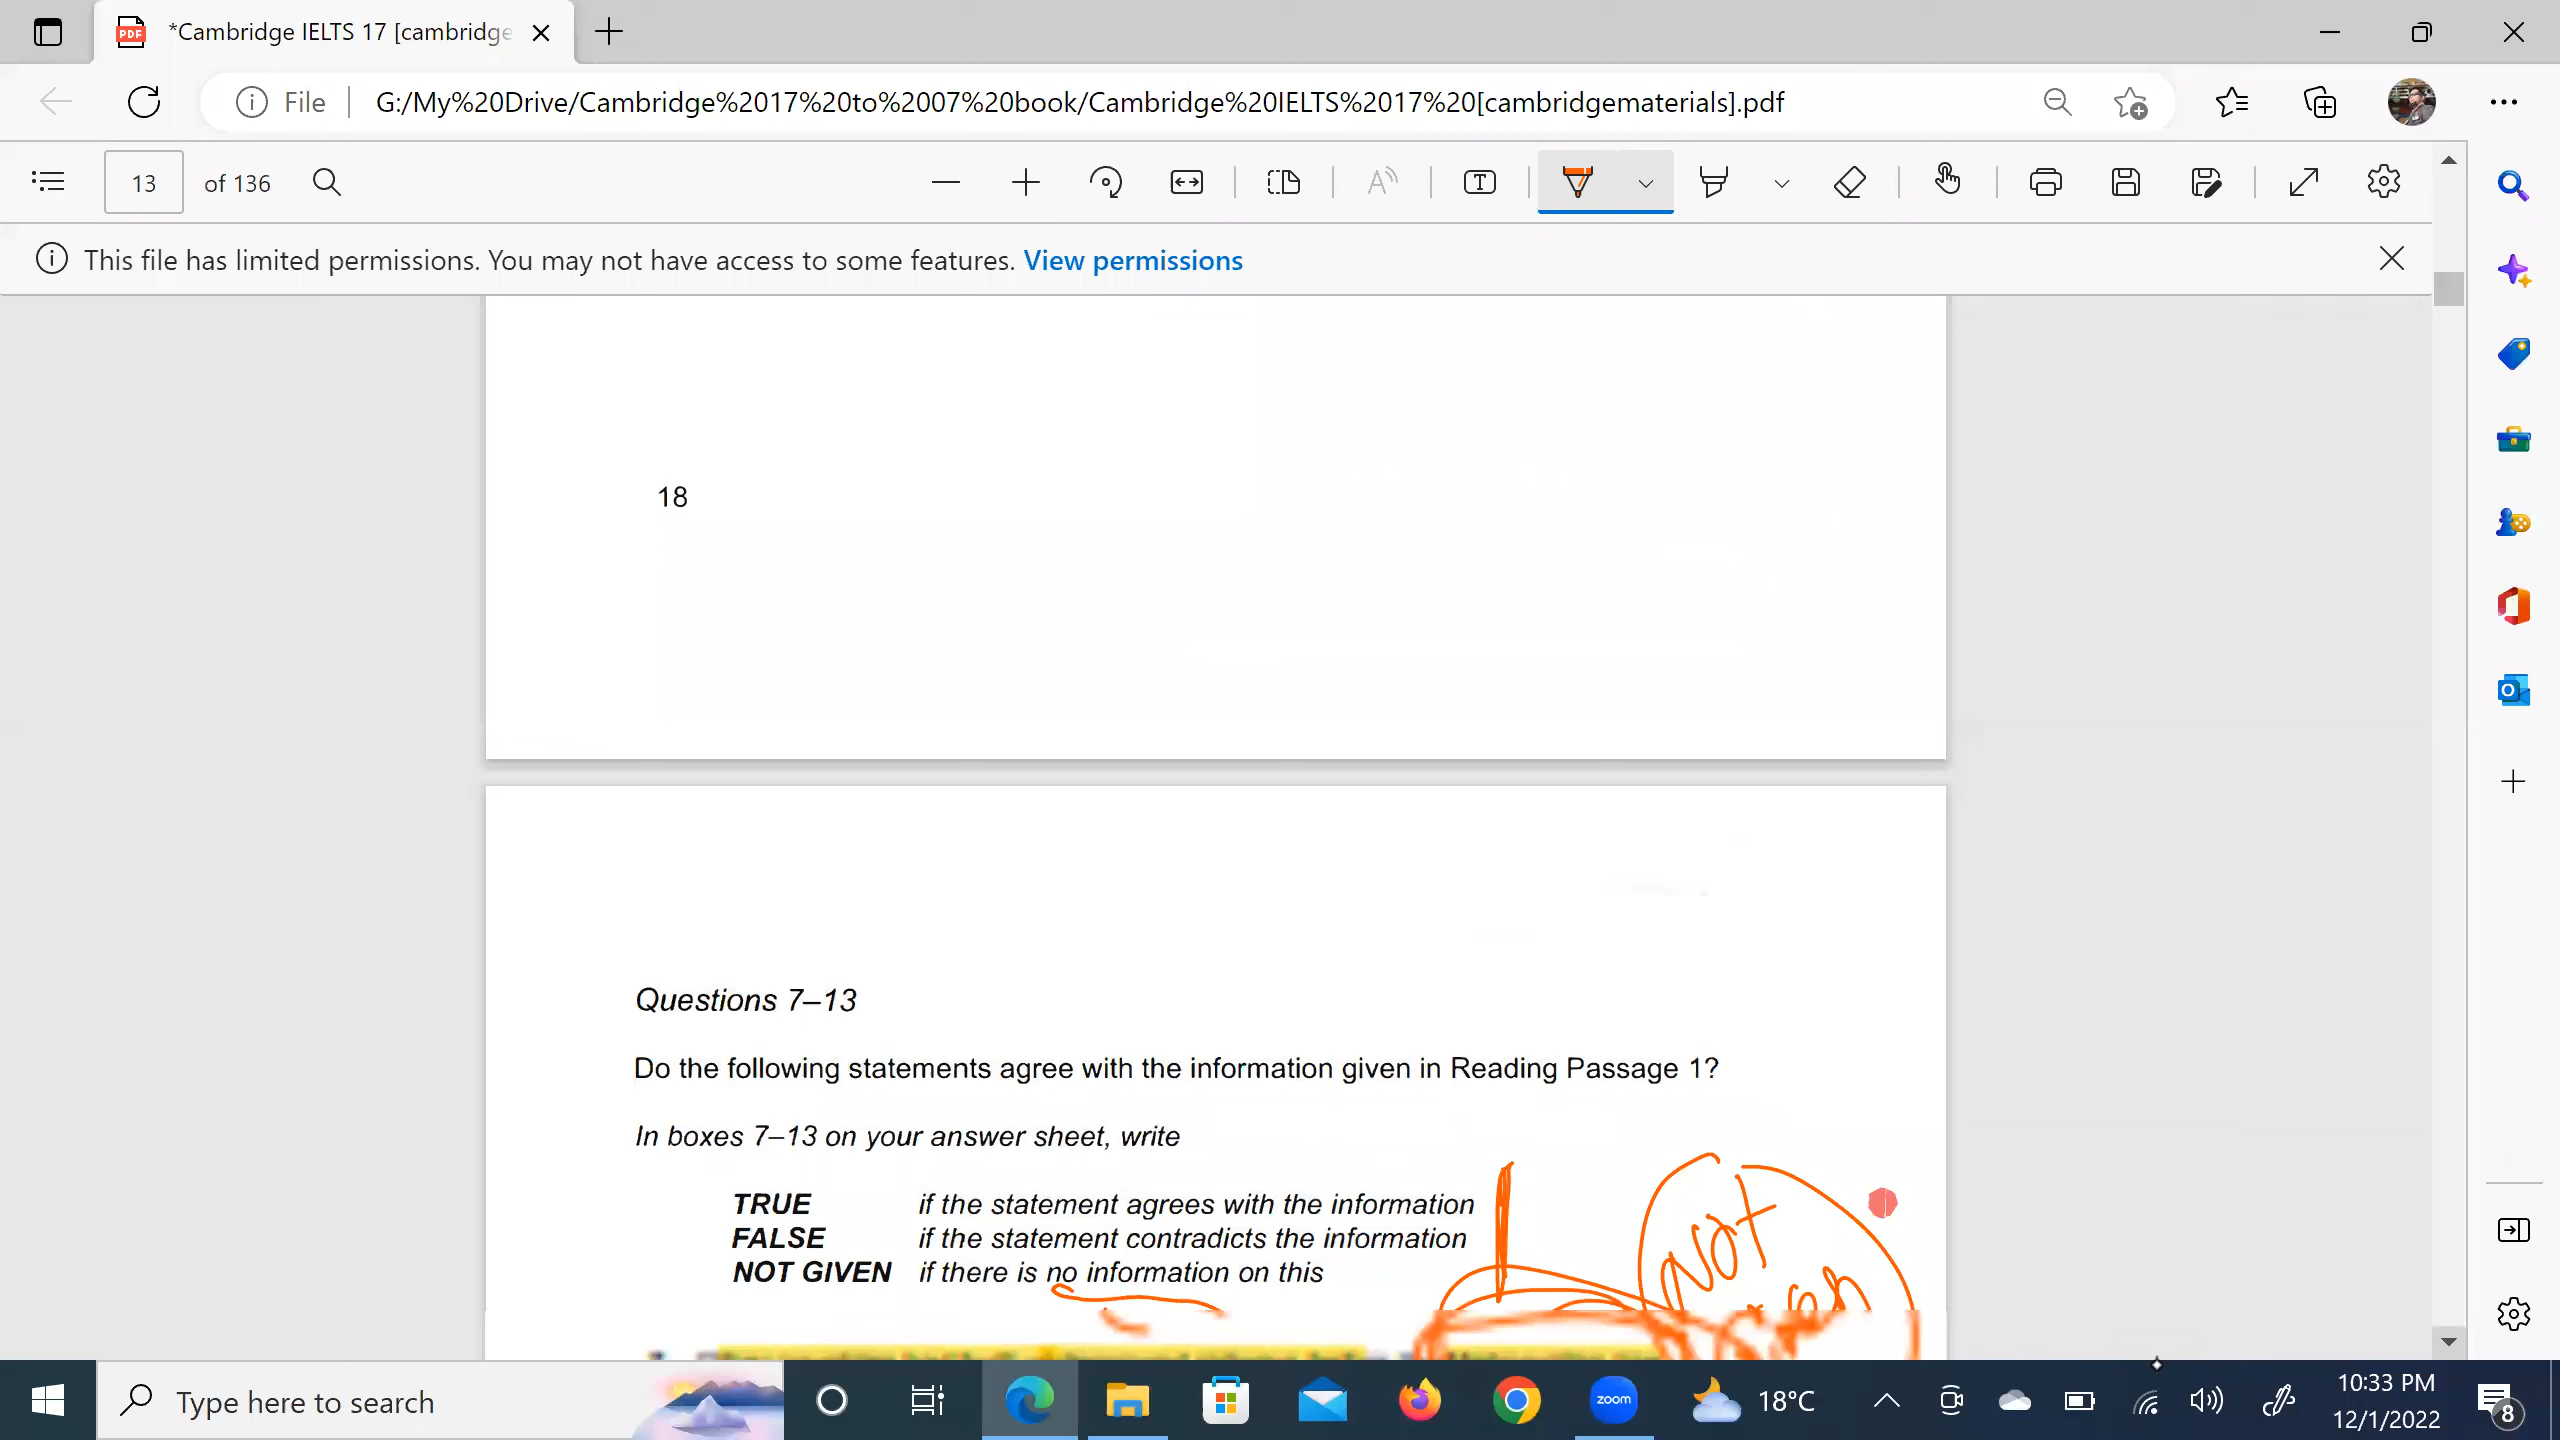 *Cambridge IELTS 17 [cambridge
File
G:/My%20Drive/Cambridge%2017%20to%2007%20book/Cambridge%20IELTS%2017%20[cambridgematerials].pdf
13 of 136
This file has limited permissions. You may not have access to some features. View permissions
18
Questions 7–13
Do the following statements agree with the information given in Reading Passage 1?
In boxes 7–13 on your answer sheet, write
TRUE if the statement agrees with the information
FALSE if the statement contradicts the information
NOT GIVEN if there is no information on this
Not
Given
Type here to search
zoom
18°C
10:33 PM
12/1/2022
8